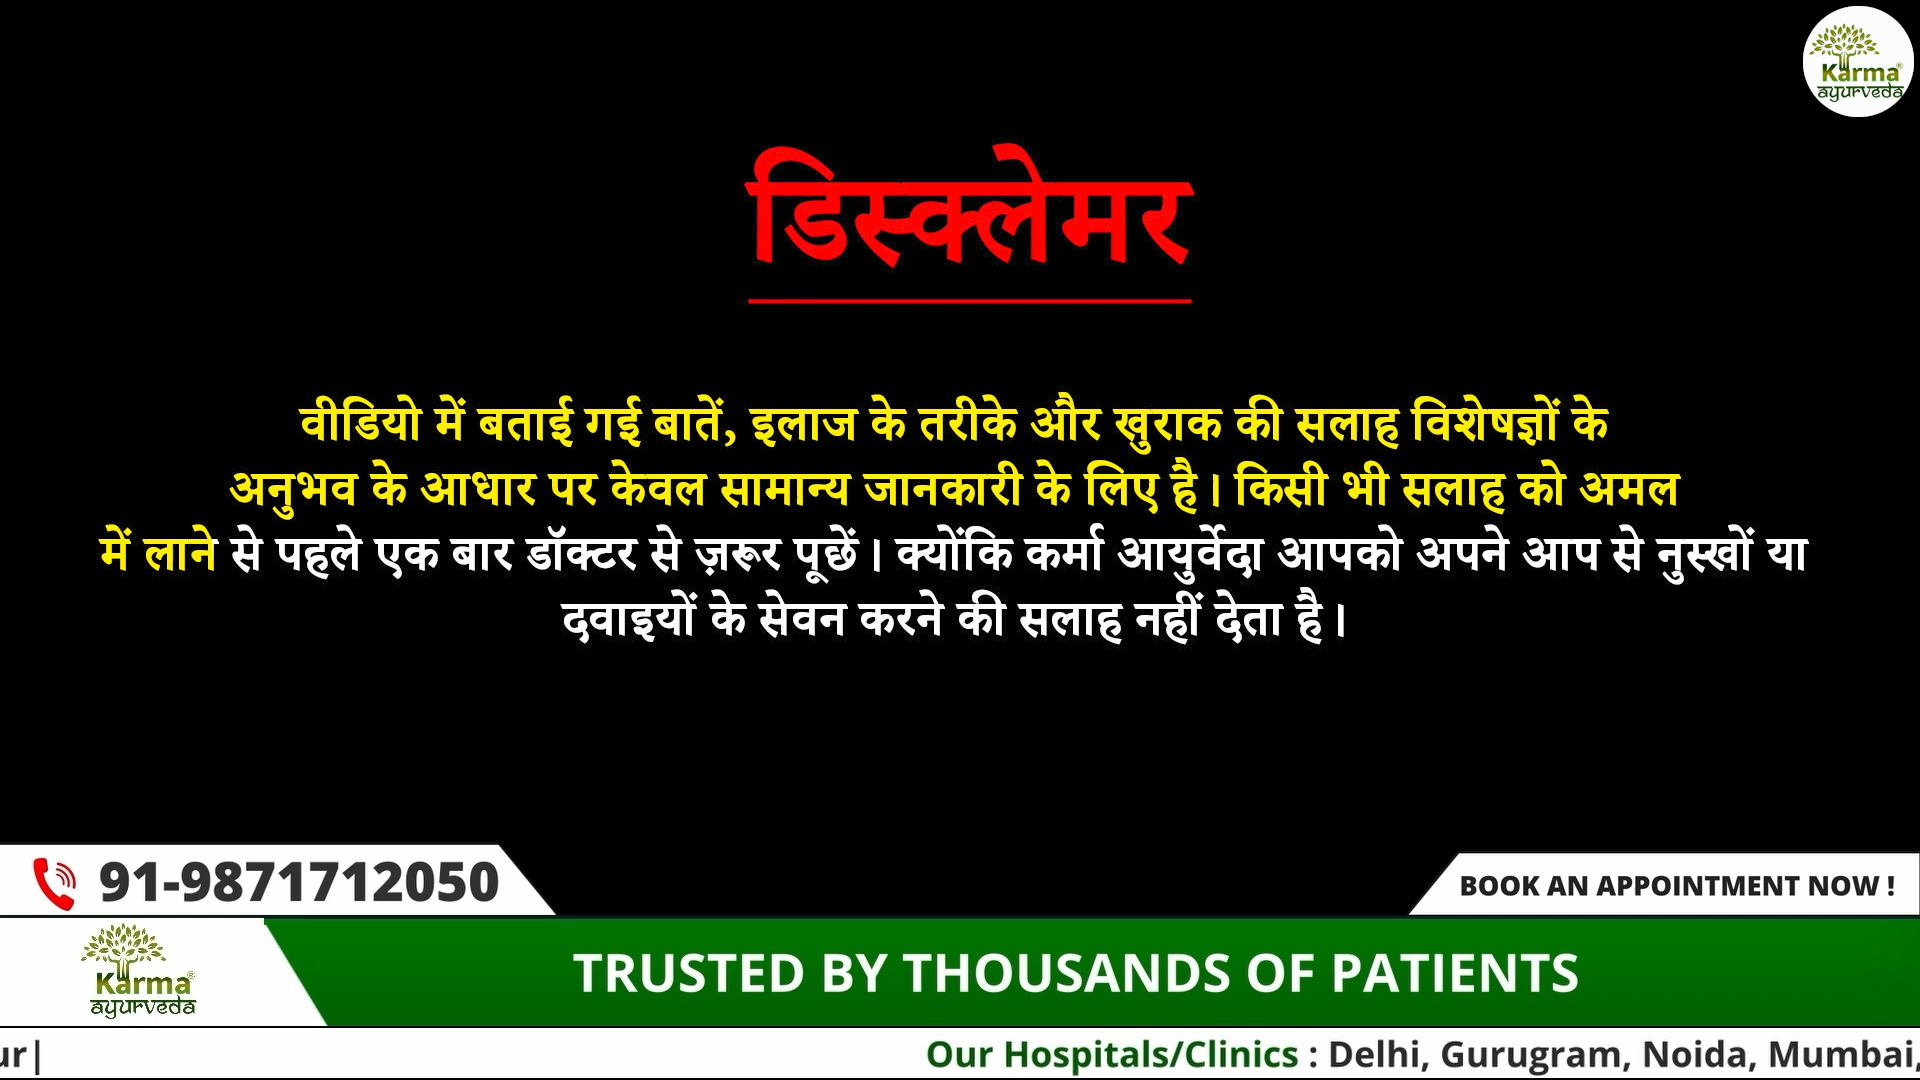 Karma®
ayurveda
डिस्क्लेमर
वीडियो में बताई गई बातें, इलाज के तरीके और खुराक की सलाह विशेषज्ञों के
अनुभव के आधार पर केवल सामान्य जानकारी के लिए है। किसी भी सलाह को अमल
में लाने से पहले एक बार डॉक्टर से ज़रूर पूछें। क्योंकि कर्मा आयुर्वेदा आपको अपने आप से नुस्खों या
दवाइयों के सेवन करने की सलाह नहीं देता है।
91-9871712050
BOOK AN APPOINTMENT NOW !
Karma®
ayurveda
TRUSTED BY THOUSANDS OF PATIENTS
ur| Our Hospitals/Clinics : Delhi, Gurugram, Noida, Mumbai,